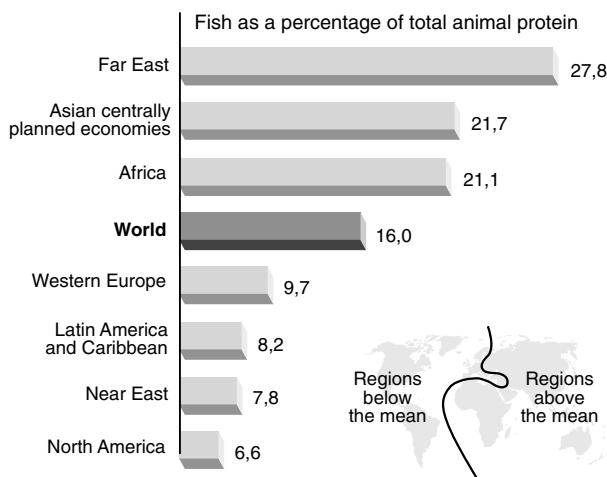 Fish as a percentage of total animal protein
Far East
27,8
Asian centrally
planned economies
21,7
Africa
21,1
World
16,0
Western Europe
9,7
Latin America
and Caribbean
8,2
Near East
7,8
North America
6,6
Regions
below
the mean
Regions
above
the mean